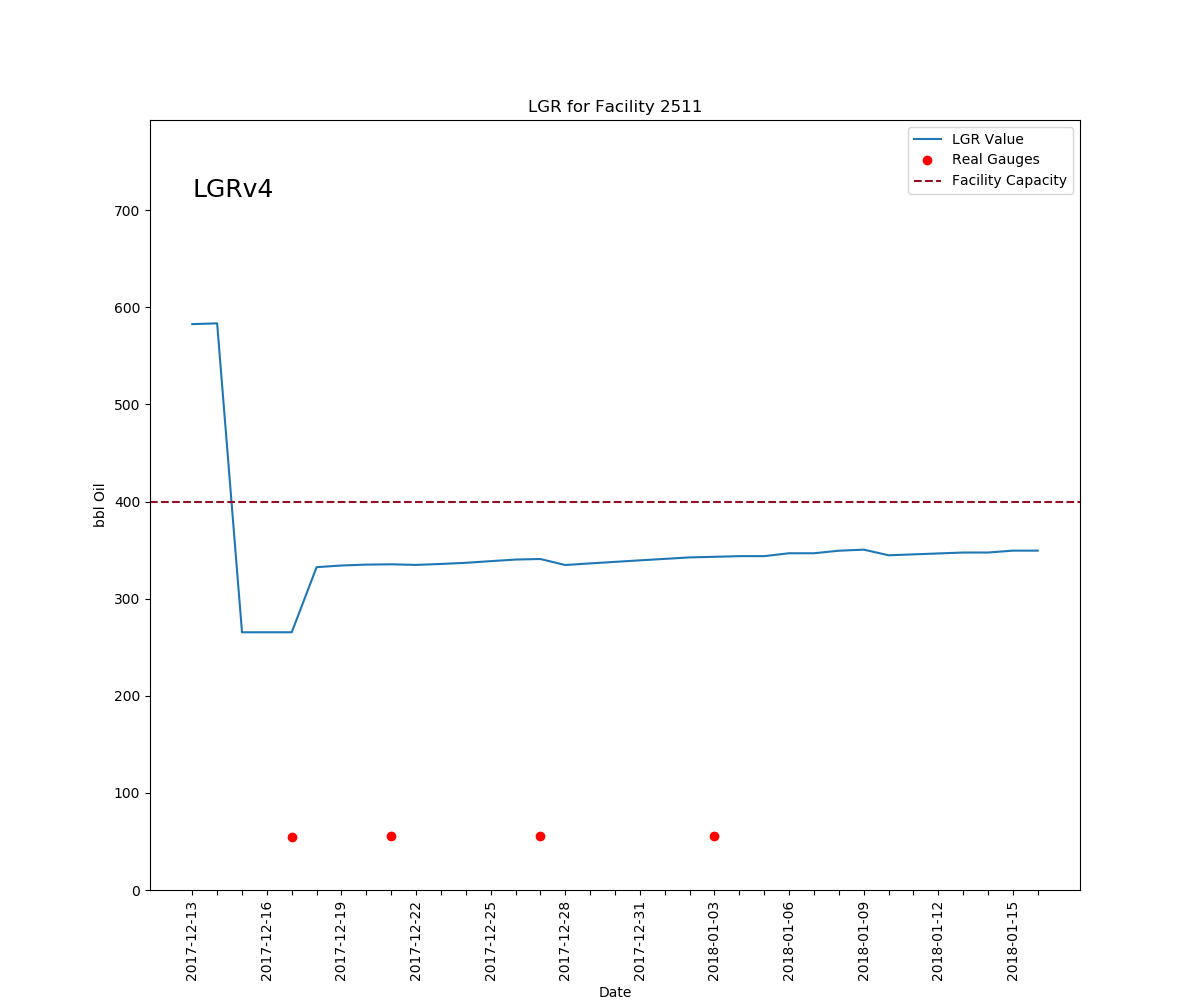 LGR for Facility 2511
LGRv4
LGR Value
Real Gauges
Facility Capacity
bbl Oil
700
600
500
400
300
200
100
0
2017-12-13
2017-12-16
2017-12-19
2017-12-22
2017-12-25
2017-12-28
2017-12-31
2018-01-03
2018-01-06
2018-01-09
2018-01-12
2018-01-15
Date